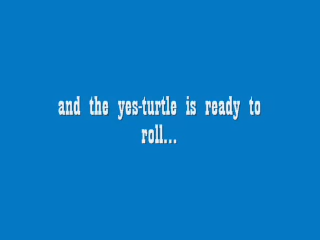 and the yes-turtle is ready to
roll...